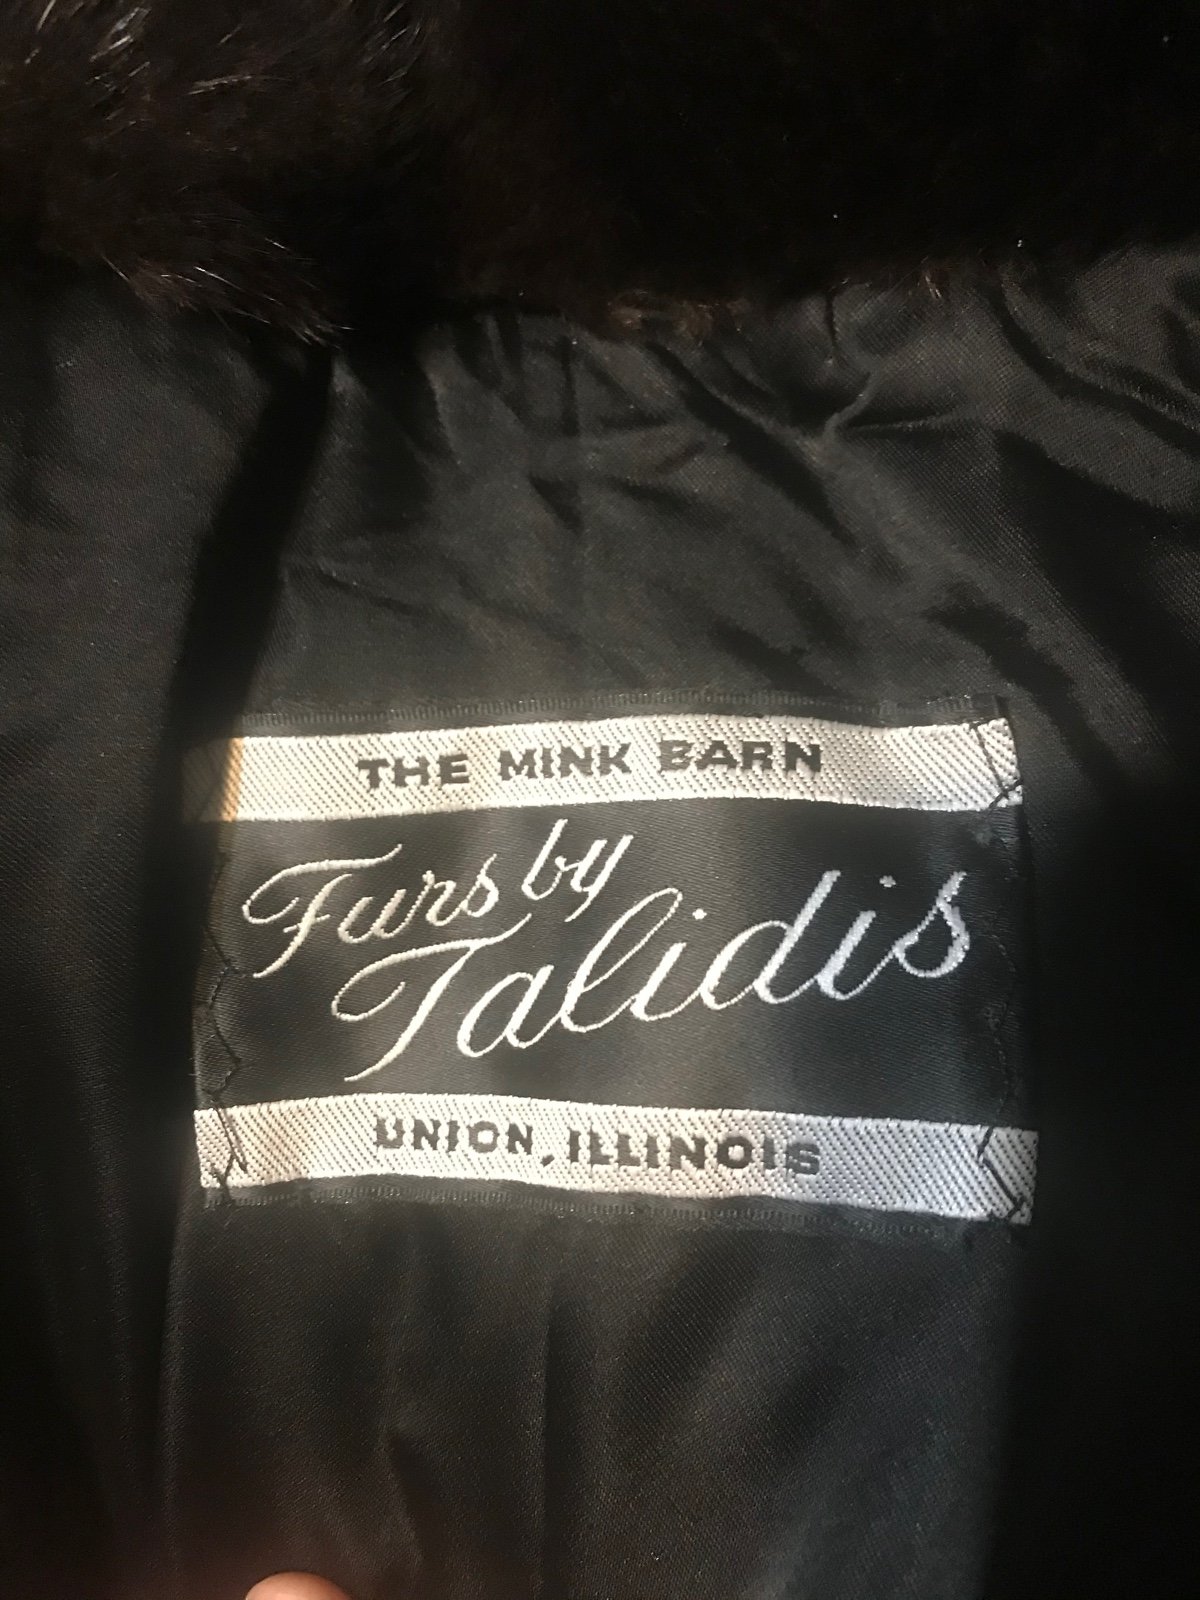 THE MINK BARN
Furs by
Talidis
UNION, ILLINOIS